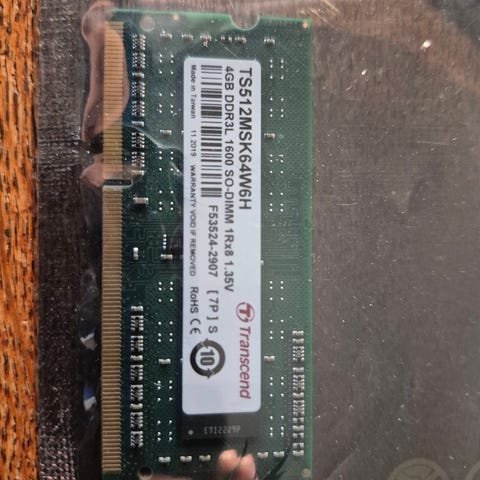 TS512MSK64W6H
4GB DDR3L 1600 SO-DIMM 1Rx8 1.35V
F53524-2907 [ 7P ] S
Made in Taiwan 11.2019 WARRANTY VOID IF REMOVED RoHS CE
10
Transcend